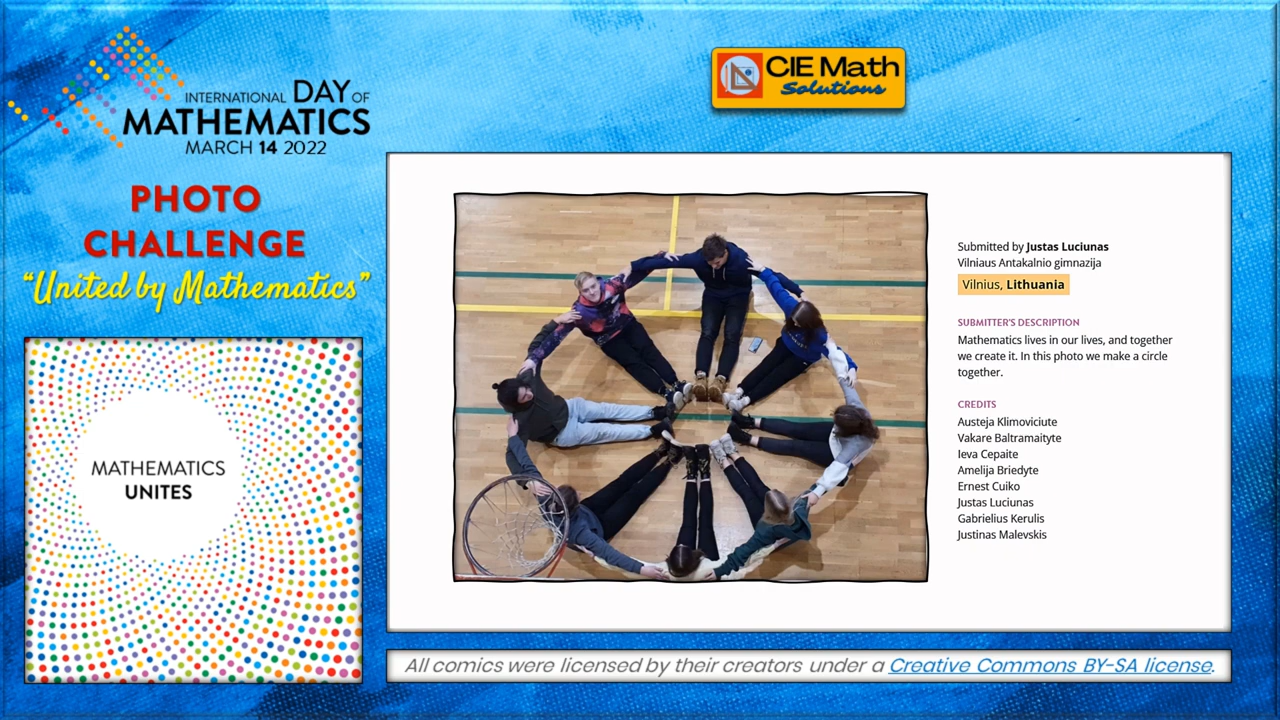 INTERNATIONAL DAY OF
MATHEMATICS
MARCH 14 2022
PHOTO
CHALLENGE
“United by Mathematics”
MATHEMATICS
UNITES
CIE Math
Solutions
Submitted by Justas Luciunas
Vilniaus Antakalnio gimnazija
Vilnius, Lithuania
SUBMITTER'S DESCRIPTION
Mathematics lives in our lives, and together
we create it. In this photo we make a circle
together.
CREDITS
Austeja Klimoviciute
Vakare Baltramaityte
Ieva Cepaite
Amelija Briedyte
Ernest Cuiko
Justas Luciunas
Gabrielius Kerulis
Justinas Malevskis
All comics were licensed by their creators under a Creative Commons BY-SA license.